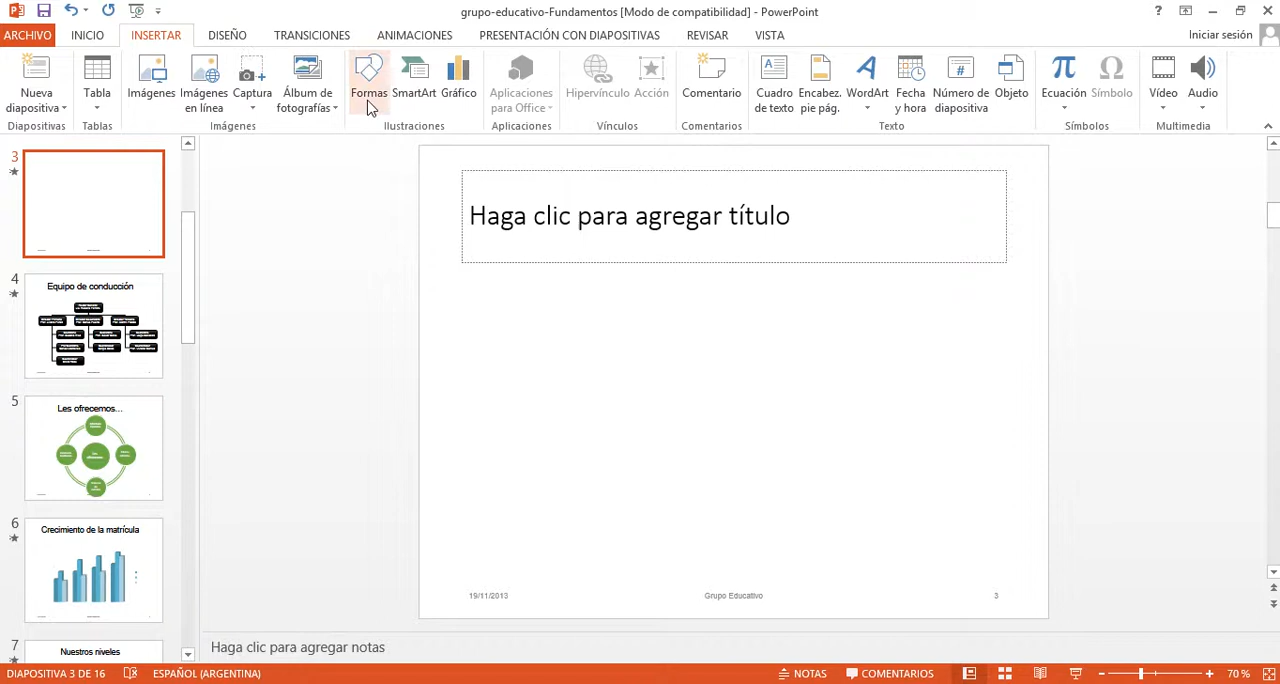 grupo-educativo-Fundamentos [Modo de compatibilidad] - PowerPoint
ARCHIVO INICIO INSERTAR DISEÑO TRANSICIONES ANIMACIONES PRESENTACIÓN CON DIAPOSITIVAS REVISAR VISTA Iniciar sesión
Nueva diapositiva
Tabla
Imágenes
Imágenes en línea
Captura
Álbum de fotografías
Formas
SmartArt
Gráfico
Aplicaciones para Office
Hipervínculo
Acción
Comentario
Cuadro de texto
Encabez. pie pág.
WordArt
Fecha y hora
Número de diapositiva
Objeto
Ecuación
Símbolo
Vídeo
Audio
Diapositivas Tablas Imágenes Ilustraciones Aplicaciones Vínculos Comentarios Texto Símbolos Multimedia
3
4
Equipo de conducción
5
Les ofrecemos...
6
Crecimiento de la matrícula
7
Nuestros niveles
Haga clic para agregar título
19/11/2013 Grupo Educativo 3
Haga clic para agregar notas
DIAPOSITIVA 3 DE 16 ESPAÑOL (ARGENTINA) NOTAS COMENTARIOS 70 %